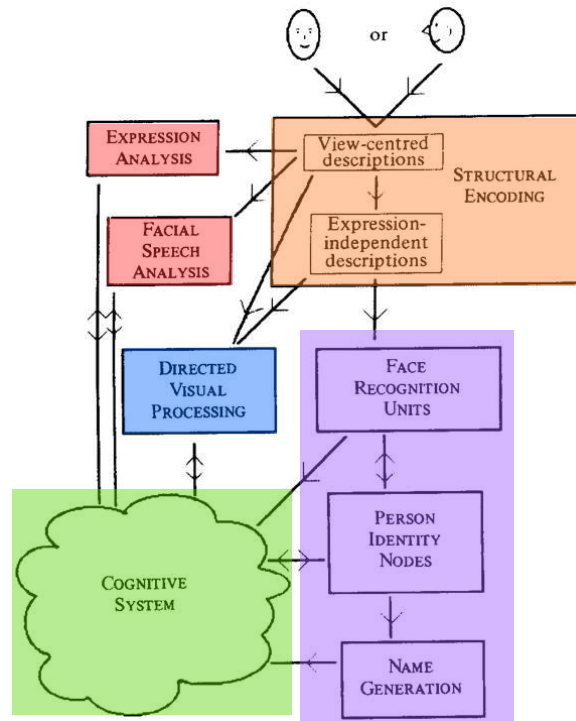 or
EXPRESSION
ANALYSIS
View-centred
descriptions
STRUCTURAL
ENCODING
FACIAL
SPEECH
ANALYSIS
Expression-
independent
descriptions
DIRECTED
VISUAL
PROCESSING
FACE
RECOGNITION
UNITS
PERSON
IDENTITY
NODES
COGNITIVE
SYSTEM
NAME
GENERATION